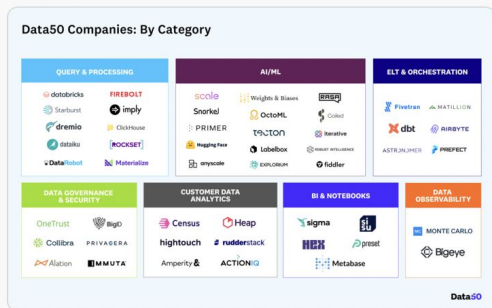 Data50 Companies: By Category
QUERY & PROCESSING
databricks FIREBOLT
Starburst imply
dremio ClickHouse
dataiku [ROCKSET]
DataRobot Materialize
AI/ML
scale Weights & Biases RASA
Snorkel OctoML Coiled
PRIMER TECTON iterative
Hugging Face Labelbox ROBUST INTELLIGENCE
anyscale EXPLORIUM fiddler
ELT & ORCHESTRATION
Fivetran MATILLION
dbt AIRBYTE
ASTRONOMER PREFECT
DATA GOVERNANCE
& SECURITY
OneTrust BigID
Collibra PRIVACERA
Alation IMMUTA
CUSTOMER DATA
ANALYTICS
Census Heap
hightouch rudderstack
Amperity ACTIONIQ
BI & NOTEBOOKS
sigma sisu
HEX preset
Metabase
DATA
OBSERVABILITY
MONTE CARLO
Bigeye
Data50